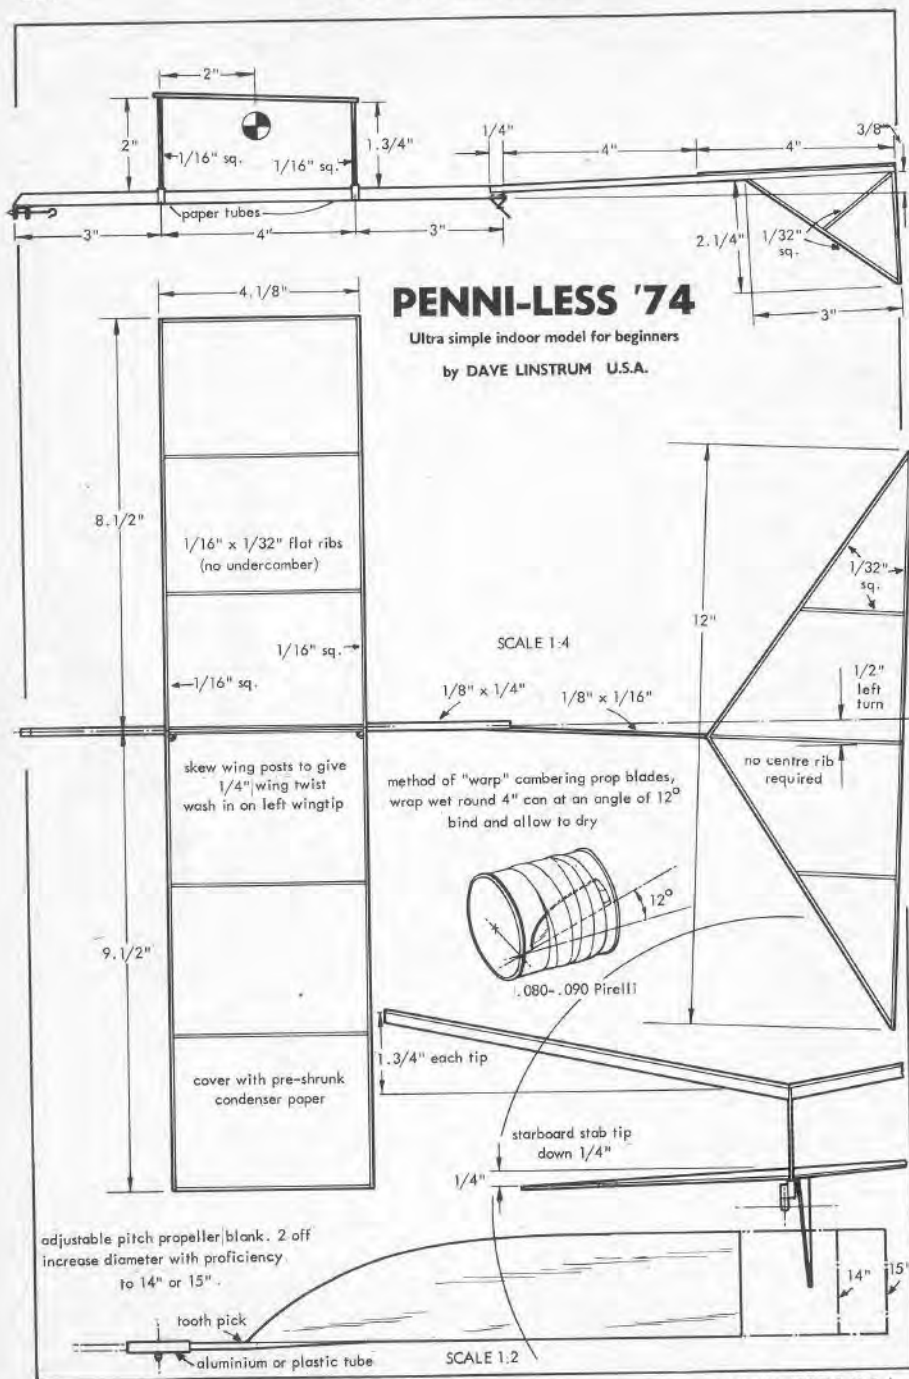 2"
2"
1/16" sq.
1/16" sq.
1.3/4"
1/4"
4"
4"
3/8"
paper tubes
3"
4"
3"
2.1/4"
1/32"
sq.
3"
4.1/8"
PENNI-LESS '74
Ultra simple indoor model for beginners
by DAVE LINSTRUM U.S.A.
8.1/2"
1/16" x 1/32" flat ribs
(no undercamber)
1/16" sq.
1/16" sq.
SCALE 1:4
12"
1/32"
sq.
1/8" x 1/4"
1/8" x 1/16"
1/2"
left
turn
no centre rib
required
skew wing posts to give
1/4" wing twist
wash in on left wingtip
method of "warp" cambering prop blades,
wrap wet round 4" can at an angle of 12°
bind and allow to dry
12°
9.1/2"
.080-.090 Pirelli
1.3/4" each tip
cover with pre-shrunk
condenser paper
starboard stab tip
down 1/4"
1/4"
adjustable pitch propeller blank. 2 off
increase diameter with proficiency
to 14" or 15".
14"
15"
tooth pick
aluminium or plastic tube
SCALE 1:2